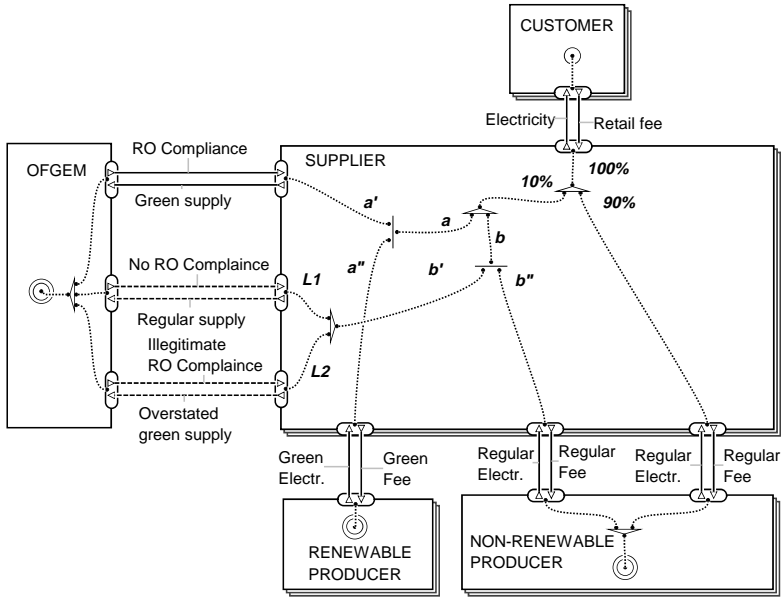 CUSTOMER
Electricity
Retail fee
OFGEM
RO Compliance
Green supply
SUPPLIER
100%
10%
90%
a'
a
b
No RO Complaince
Regular supply
L1
a"
b'
b"
Illegitimate
RO Complaince
L2
Overstated
green supply
Green
Electr.
Green
Fee
Regular
Electr.
Regular
Fee
Regular
Electr.
Regular
Fee
RENEWABLE
PRODUCER
NON-RENEWABLE
PRODUCER